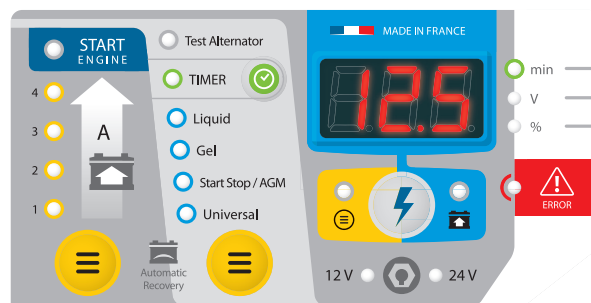 START
ENGINE
4
3
2
1
A
Test Alternator
TIMER
Liquid
Gel
Start Stop / AGM
Universal
Automatic
Recovery
MADE IN FRANCE
12.5
min
V
%
ERROR
12 V
24 V